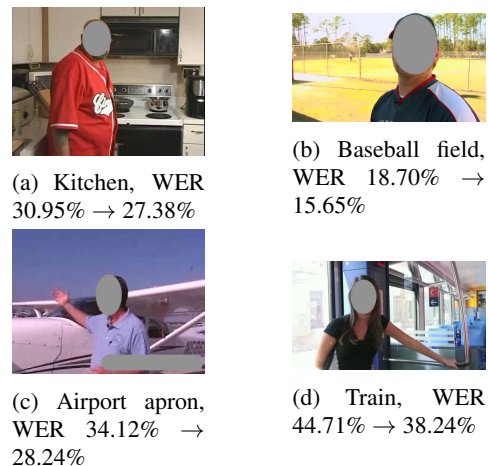 (a) Kitchen, WER
30.95% → 27.38%
(b) Baseball field,
WER 18.70% →
15.65%
(c) Airport apron,
WER 34.12% →
28.24%
(d) Train, WER
44.71% → 38.24%